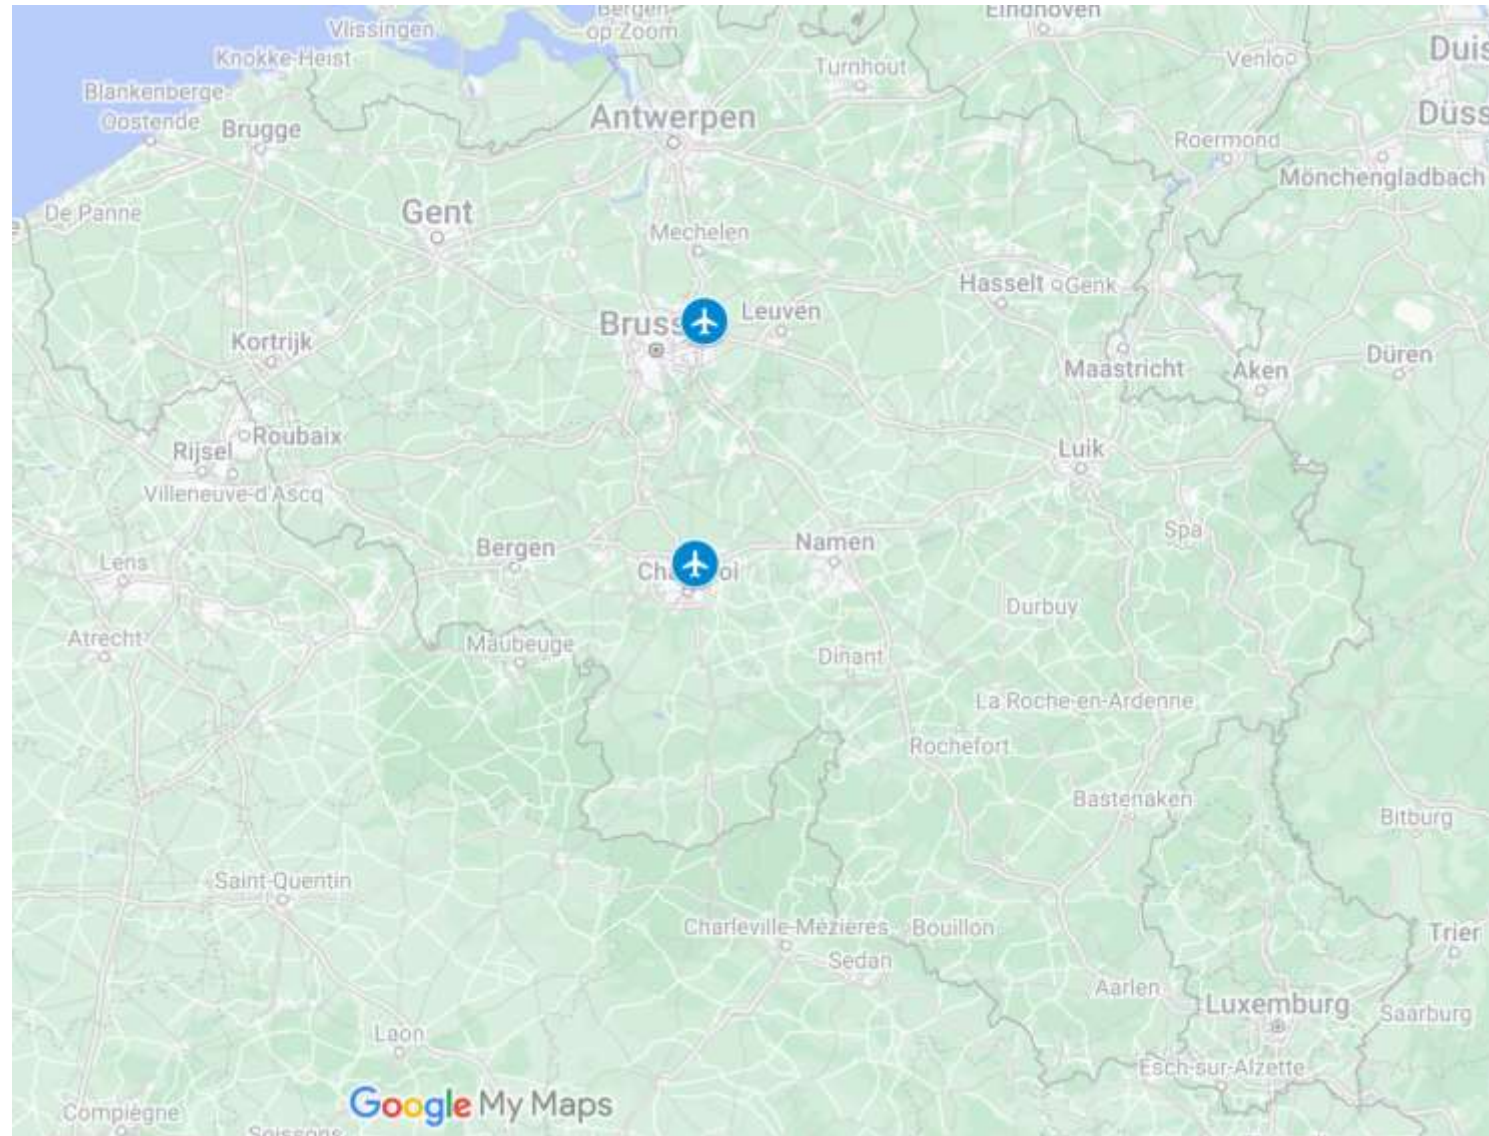 Bergen
op Zoom
Eindhoven
Vlissingen
Knokke-Heist
Turnhout
Venlo
Blankenberge
Oostende
Brugge
Antwerpen
Roermond
Mönchengladbach
De Panne
Gent
Mechelen
Hasselt
Genk
Leuven
Kortrijk
Maastricht
Aken
Düren
Roubaix
Rijsel
Villeneuve-d'Ascq
Luik
Spa
Bergen
Namen
Lens
Durbuy
Atrecht
Maubeuge
Dinant
La Roche-en-Ardenne
Rochefort
Bastenaken
Bitburg
Saint-Quentin
Charleville-Mézières
Bouillon
Trier
Sedan
Aarlen
Luxemburg
Saarburg
Laon
Esch-sur-Alzette
Google My Maps
Compiègne
Soissons